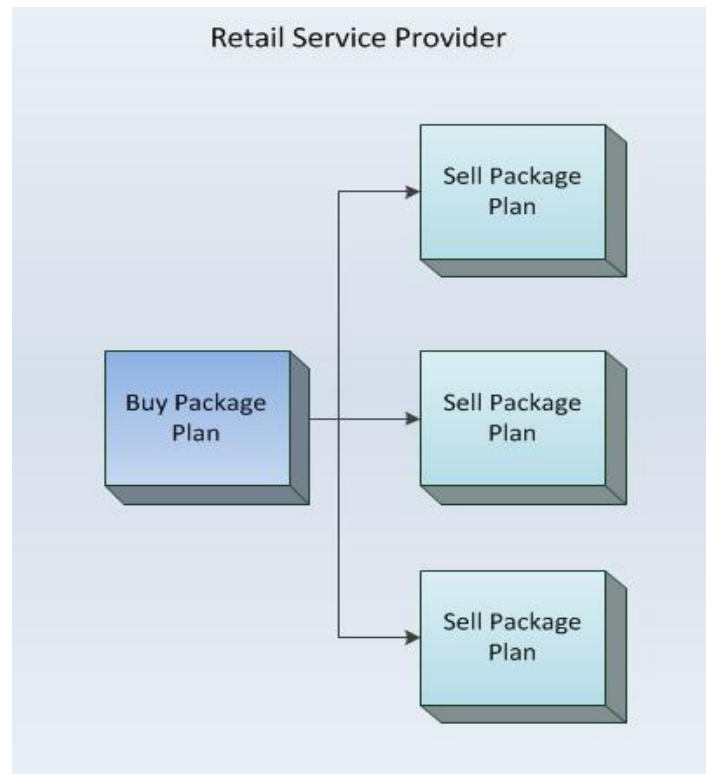 Retail Service Provider
Sell Package
Plan
Buy Package
Plan
Sell Package
Plan
Sell Package
Plan